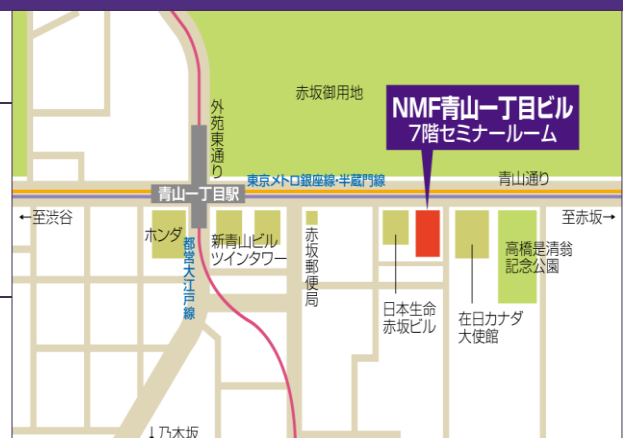 赤坂御用地
NMF青山一丁目ビル
7階セミナールーム
外苑東通り
東京メトロ銀座線・半蔵門線
青山通り
青山一丁目駅
←至渋谷
至赤坂→
ホンダ
都営大江戸線
新青山ビル
ツインタワー
赤坂郵便局
日本生命
赤坂ビル
在日カナダ
大使館
高橋是清翁
記念公園
↓乃木坂